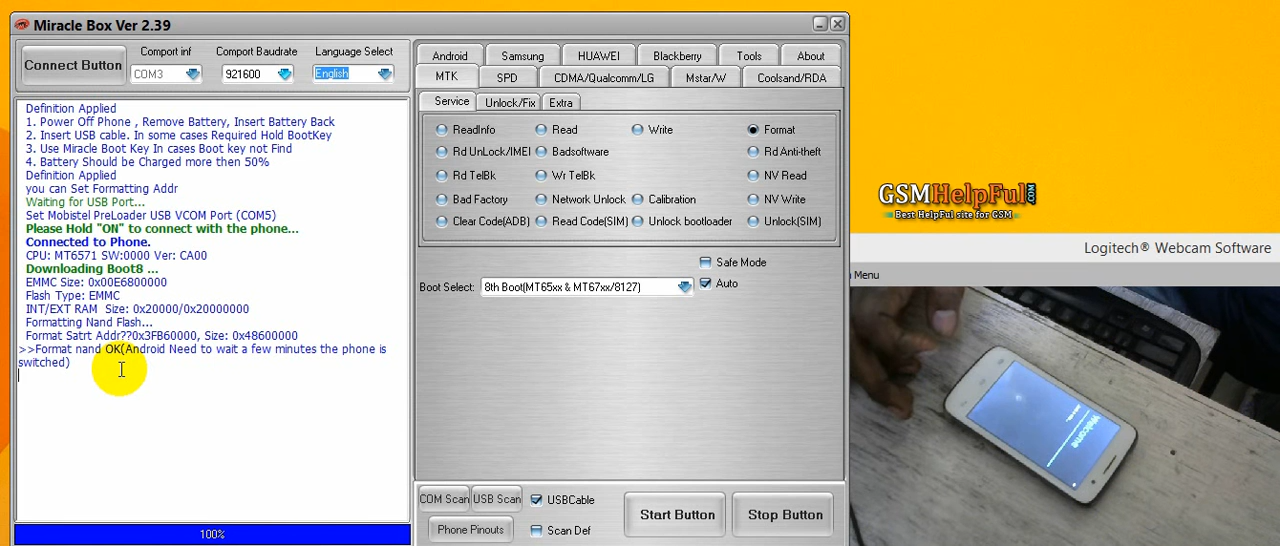 Miracle Box Ver 2.39
Connect Button
Comport inf
Comport Baudrate
Language Select
COM3
921600
English
Definition Applied
1. Power Off Phone , Remove Battery, Insert Battery Back
2. Insert USB cable. In some cases Required Hold BootKey
3. Use Miracle Boot Key In cases Boot key not Find
4. Battery Should be Charged more then 50%
Definition Applied
you can Set Formatting Addr
Waiting for USB Port...
Set Mobistel PreLoader USB VCOM Port (COM5)
Please Hold "ON" to connect with the phone...
Connected to Phone.
CPU: MT6571 SW:0000 Ver: CA00
Downloading Boot8 ...
EMMC Size: 0x00E6800000
Flash Type: EMMC
INT/EXT RAM Size: 0x20000/0x20000000
Formatting Nand Flash...
Format Satrt Addr??0x3FB60000, Size: 0x48600000
>>Format nand OK(Android Need to wait a few minutes the phone is
switched)
100%
Android Samsung HUAWEI Blackberry Tools About
MTK SPD CDMA/Qualcomm/LG Mstar/W Coolsand/RDA
Service Unlock/Fix Extra
ReadInfo Read Write Format
Rd UnLock/IMEI Badsoftware Rd Anti-theft
Rd TelBk Wr TelBk NV Read
Bad Factory Network Unlock Calibration NV Write
Clear Code(ADB) Read Code(SIM) Unlock bootloader Unlock(SIM)
Safe Mode
Boot Select: 8th Boot(MT65xx & MT67xx/8127) Auto
COM Scan USB Scan USBCable
Phone Pinouts Scan Def
Start Button Stop Button
GSMHelpFul.COM
Best HelpFul site for GSM
Logitech® Webcam Software
Menu
Welcome